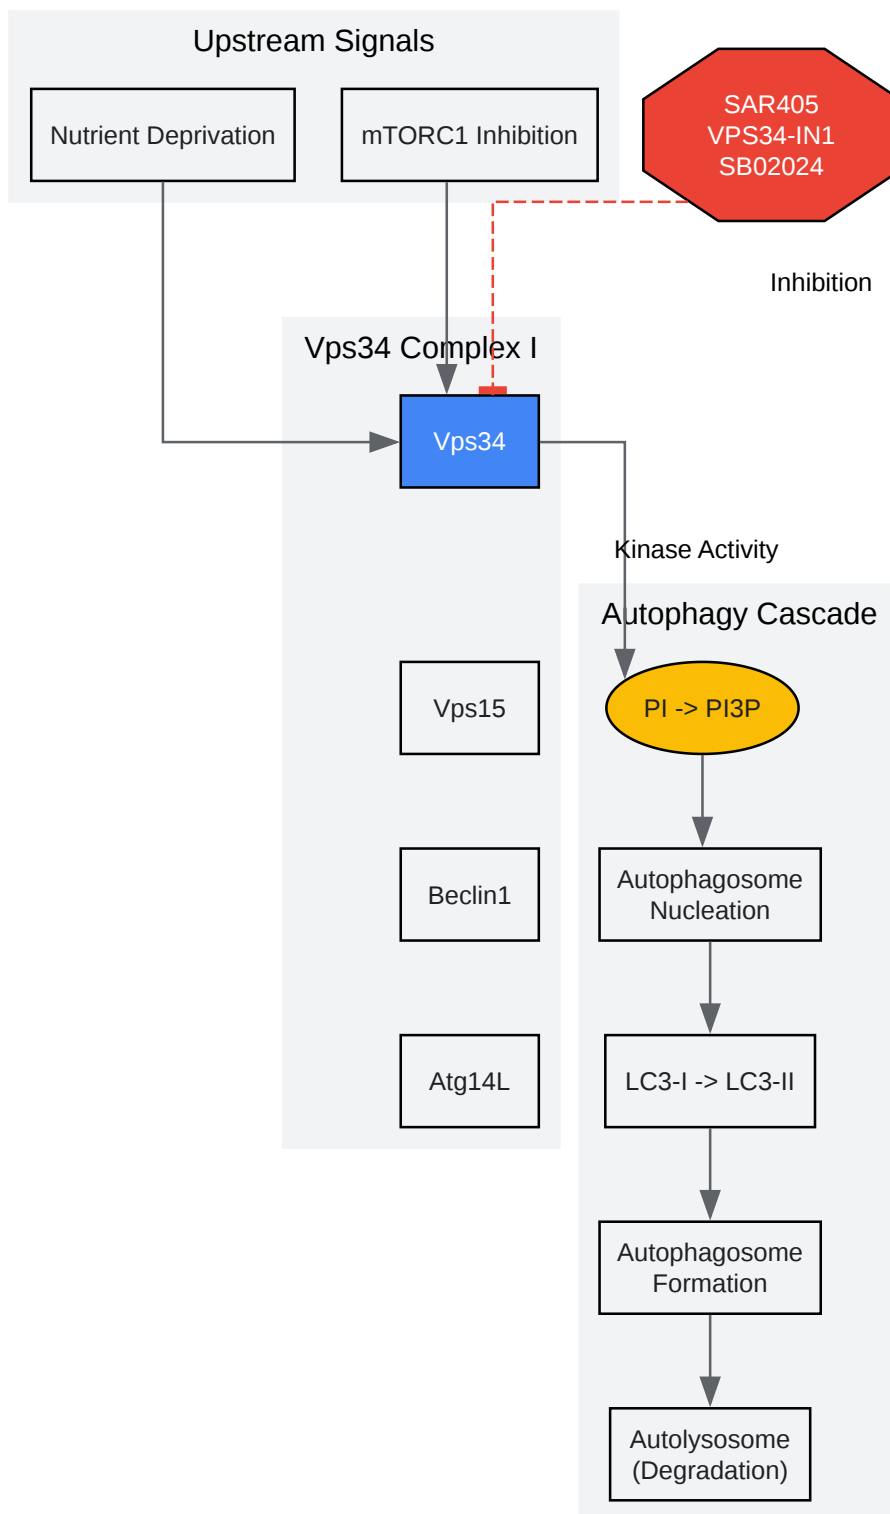 Upstream Signals
Nutrient Deprivation
mTORC1 Inhibition
SAR405
VPS34-IN1
SB02024
Inhibition
Vps34 Complex I
Vps34
Kinase Activity
Autophagy Cascade
Vps15
PI -> PI3P
Beclin1
Autophagosome
Nucleation
Atg14L
LC3-I -> LC3-II
Autophagosome
Formation
Autolysosome
(Degradation)